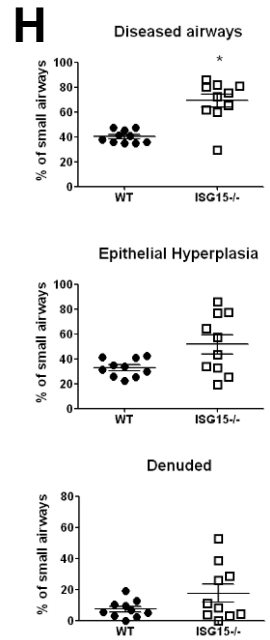 H
Diseased airways
*
% of small airways
100
80
60
40
20
0
WT
ISG15-/-
Epithelial Hyperplasia
% of small airways
100
80
60
40
20
0
WT
ISG15-/-
Denuded
% of small airways
80
60
40
20
0
WT
ISG15-/-